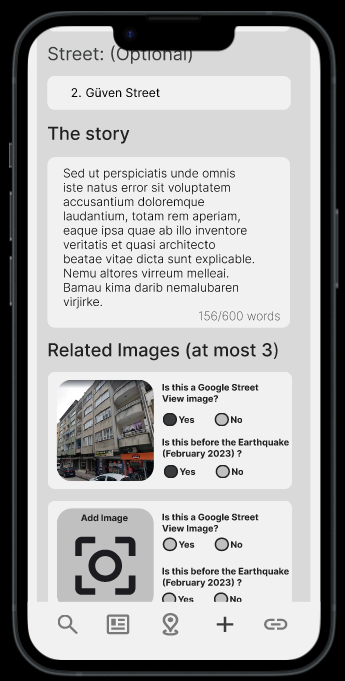 Street: (Optional)
2. Güven Street
The story
Sed ut perspiciatis unde omnis
iste natus error sit voluptatem
accusantium doloremque
laudantium, totam rem aperiam,
eaque ipsa quae ab illo inventore
veritatis et quasi architecto
beatae vitae dicta sunt explicabe.
Nemu altores virreum melleai.
Bamau kima darib nemalubaren
virjirke.
156/600 words
Related Images (at most 3)
Is this a Google Street
View image?
Yes No
Is this before the Earthquake
(February 2023) ?
Yes No
Add Image
Is this a Google Street
View Image?
Yes No
Is this before the Earthquake
(February 2023) ?
Yes No